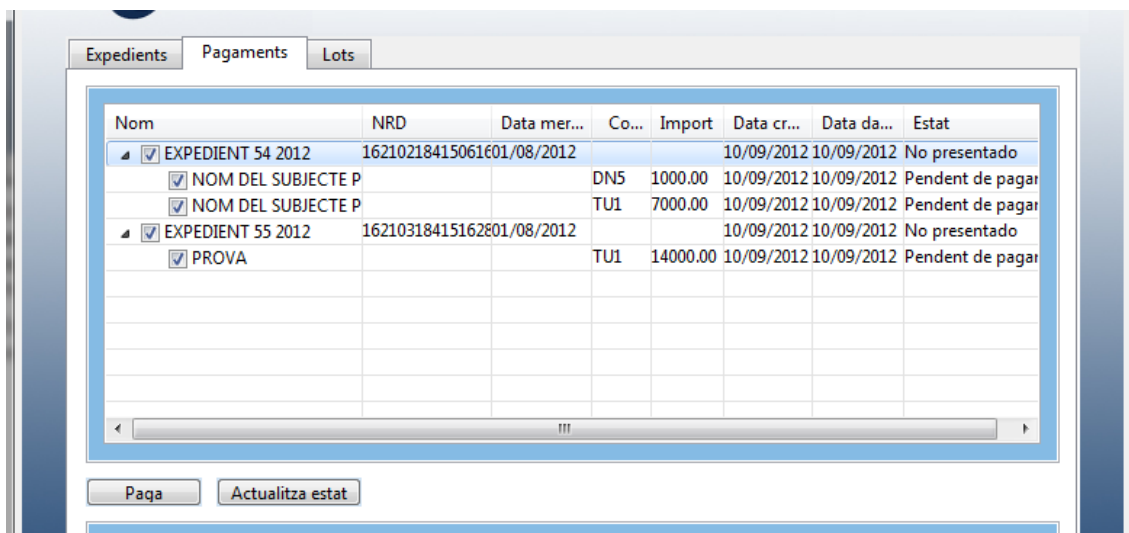 Expedients Pagaments Lots
Nom NRD Data mer... Co... Import Data cr... Data da... Estat
EXPEDIENT 54 2012 16210218415061601/08/2012 10/09/2012 10/09/2012 No presentado
NOM DEL SUBJECTE P DN5 1000.00 10/09/2012 10/09/2012 Pendent de pagar
NOM DEL SUBJECTE P TU1 7000.00 10/09/2012 10/09/2012 Pendent de pagar
EXPEDIENT 55 2012 16210318415162801/08/2012 10/09/2012 10/09/2012 No presentado
PROVA TU1 14000.00 10/09/2012 10/09/2012 Pendent de pagar
Paga Actualitza estat